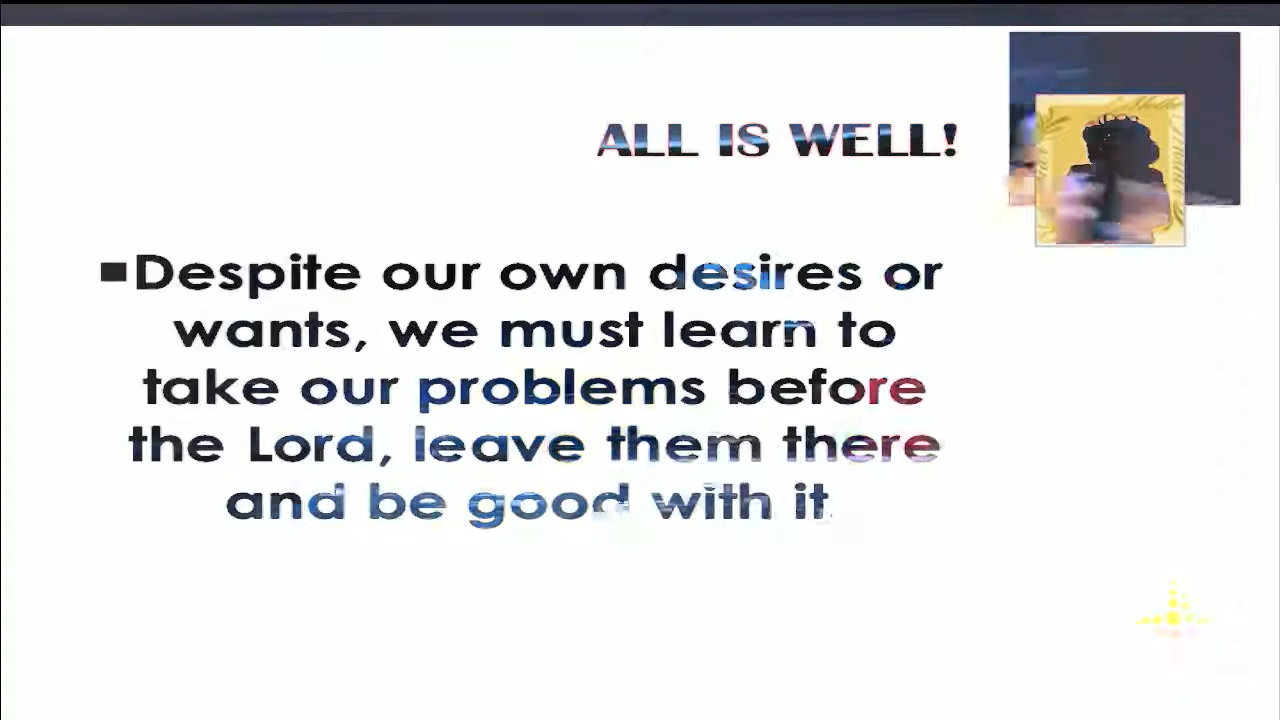 ALL IS WELL!
▪Despite our own desires or
wants, we must learn to
take our problems before
the Lord, leave them there
and be good with it.